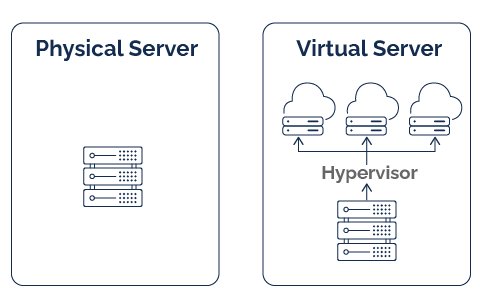 Physical Server
Virtual Server
Hypervisor